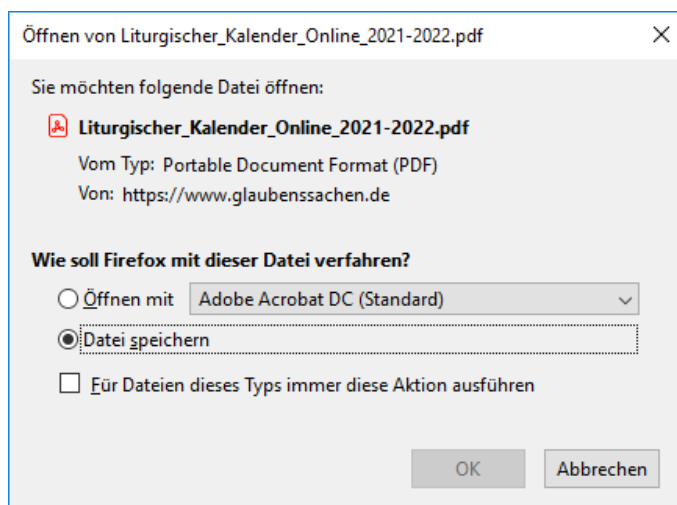 Öffnen von Liturgischer_Kalender_Online_2021-2022.pdf
Sie möchten folgende Datei öffnen:
Liturgischer_Kalender_Online_2021-2022.pdf
Vom Typ: Portable Document Format (PDF)
Von: https://www.glaubenssachen.de
Wie soll Firefox mit dieser Datei verfahren?
Öffnen mit Adobe Acrobat DC (Standard)
Datei speichern
Für Dateien dieses Typs immer diese Aktion ausführen
OK Abbrechen